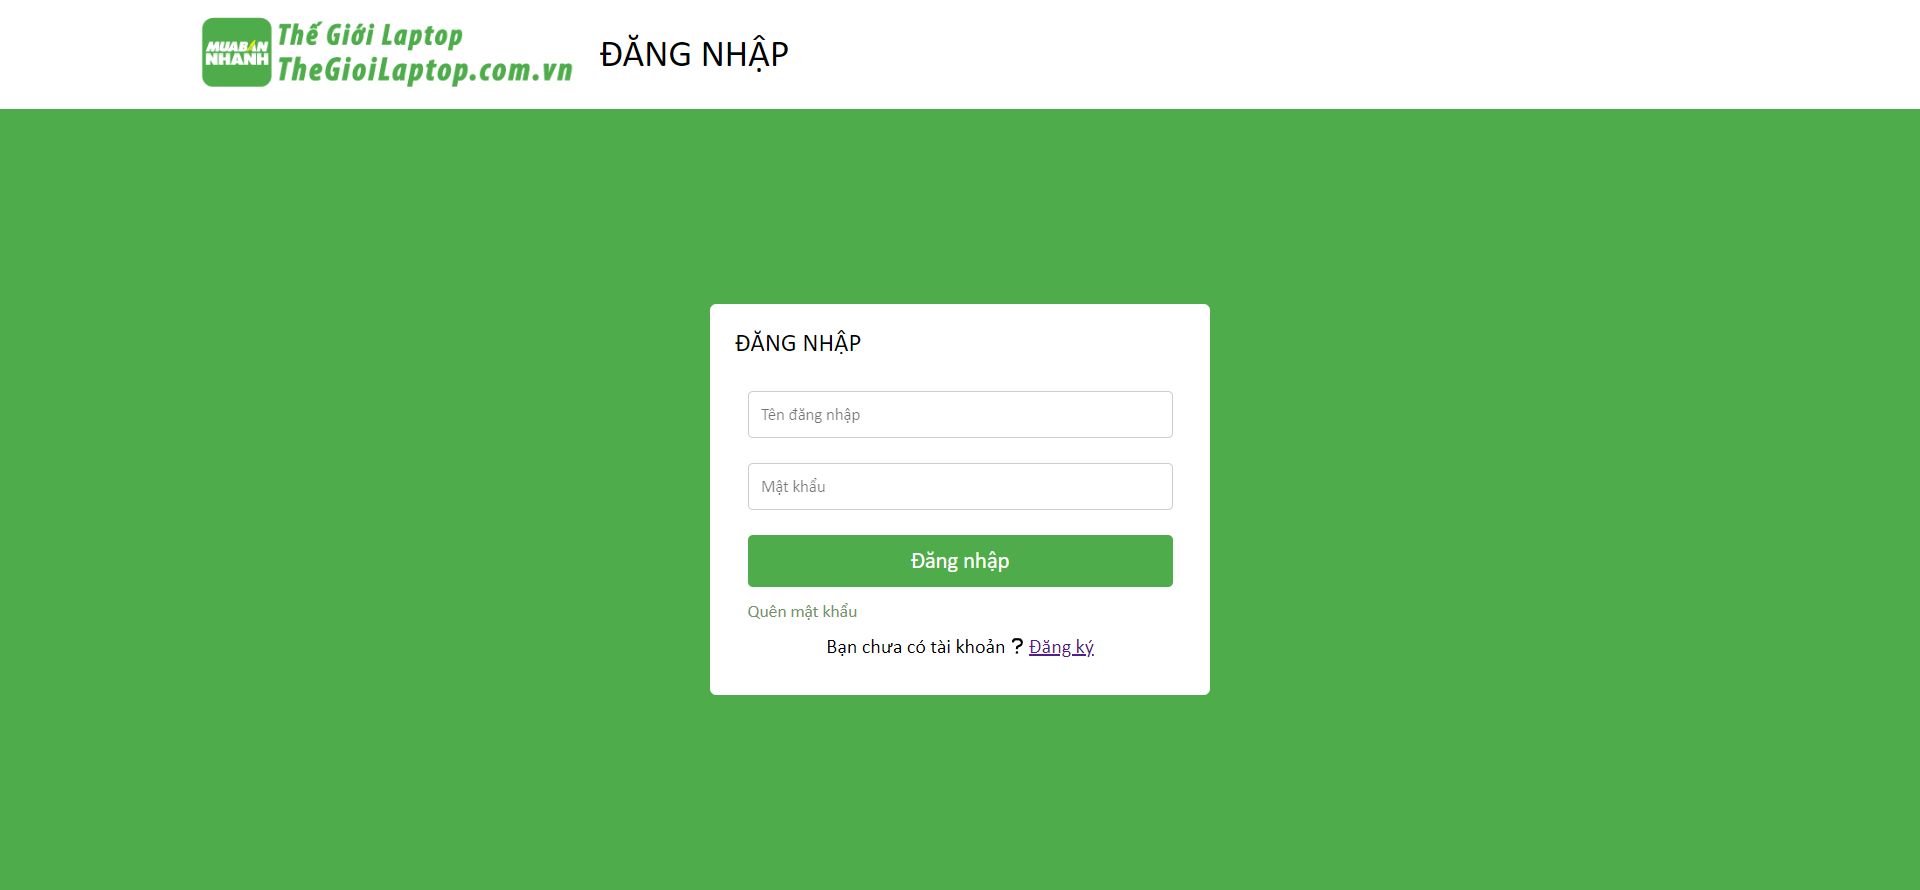 MUABÁN
NHANH
Thế Giới Laptop
TheGioiLaptop.com.vn
ĐĂNG NHẬP
ĐĂNG NHẬP
Tên đăng nhập
Mật khẩu
Đăng nhập
Quên mật khẩu
Bạn chưa có tài khoản ? Đăng ký